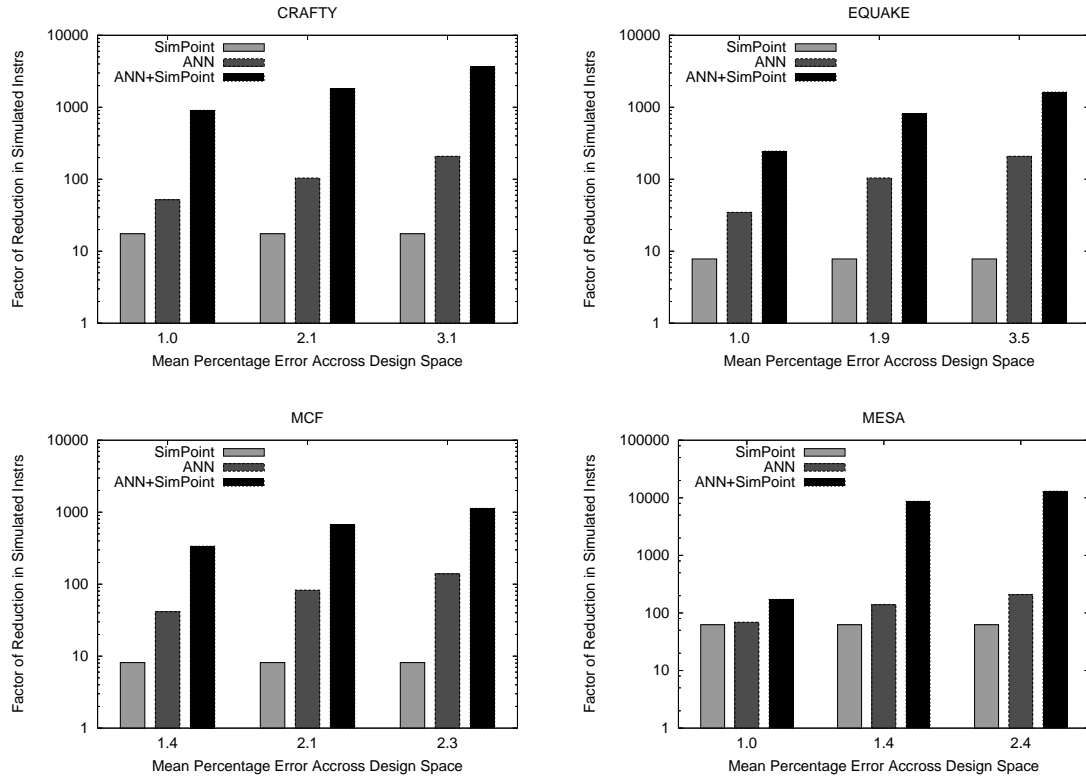 CRAFTY
Factor of Reduction in Simulated Instrs
10000
1000
100
10
1
SimPoint
ANN
ANN+SimPoint
1.0 2.1 3.1
Mean Percentage Error Accross Design Space
EQUAKE
Factor of Reduction in Simulated Instrs
10000
1000
100
10
1
SimPoint
ANN
ANN+SimPoint
1.0 1.9 3.5
Mean Percentage Error Accross Design Space
MCF
Factor of Reduction in Simulated Instrs
10000
1000
100
10
1
SimPoint
ANN
ANN+SimPoint
1.4 2.1 2.3
Mean Percentage Error Accross Design Space
MESA
Factor of Reduction in Simulated Instrs
100000
10000
1000
100
10
1
SimPoint
ANN
ANN+SimPoint
1.0 1.4 2.4
Mean Percentage Error Accross Design Space